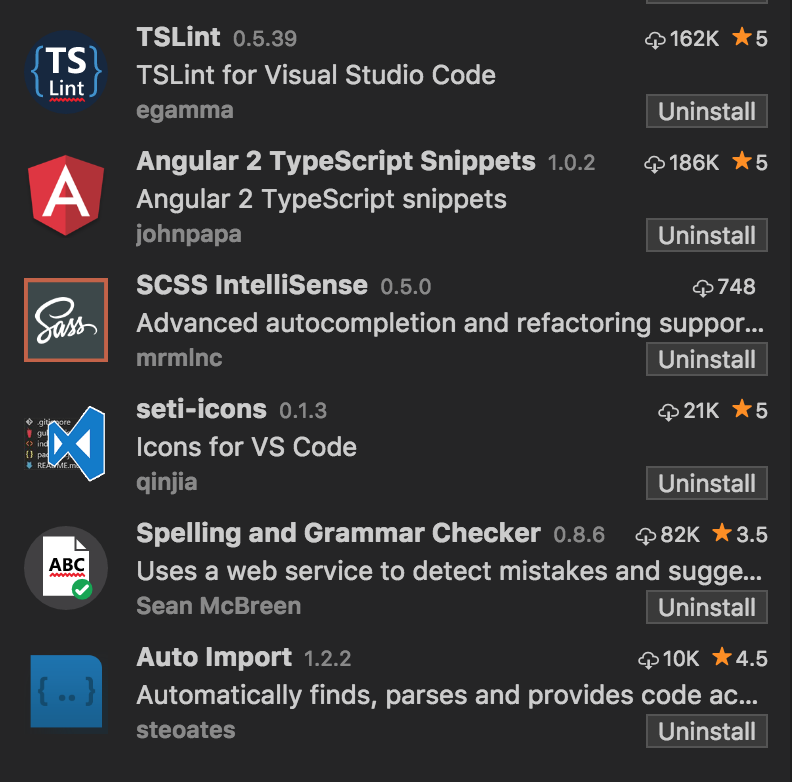 TS
Lint
TSLint 0.5.39 162K ★5
TSLint for Visual Studio Code
egamma
Uninstall
A
Angular 2 TypeScript Snippets 1.0.2 186K ★5
Angular 2 TypeScript snippets
johnpapa
Uninstall
Sass
SCSS IntelliSense 0.5.0 748
Advanced autocompletion and refactoring suppor...
mrmlnc
Uninstall
seti-icons 0.1.3 21K ★5
Icons for VS Code
qinjia
Uninstall
ABC
Spelling and Grammar Checker 0.8.6 82K ★3.5
Uses a web service to detect mistakes and sugge...
Sean McBreen
Uninstall
{..}
Auto Import 1.2.2 10K ★4.5
Automatically finds, parses and provides code ac...
steoates
Uninstall